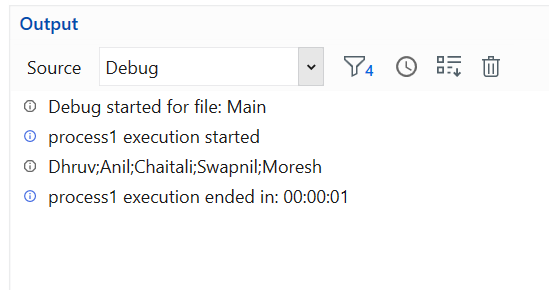 Output
Source Debug 4
Debug started for file: Main
process1 execution started
Dhruv;Anil;Chaitali;Swapnil;Moresh
process1 execution ended in: 00:00:01